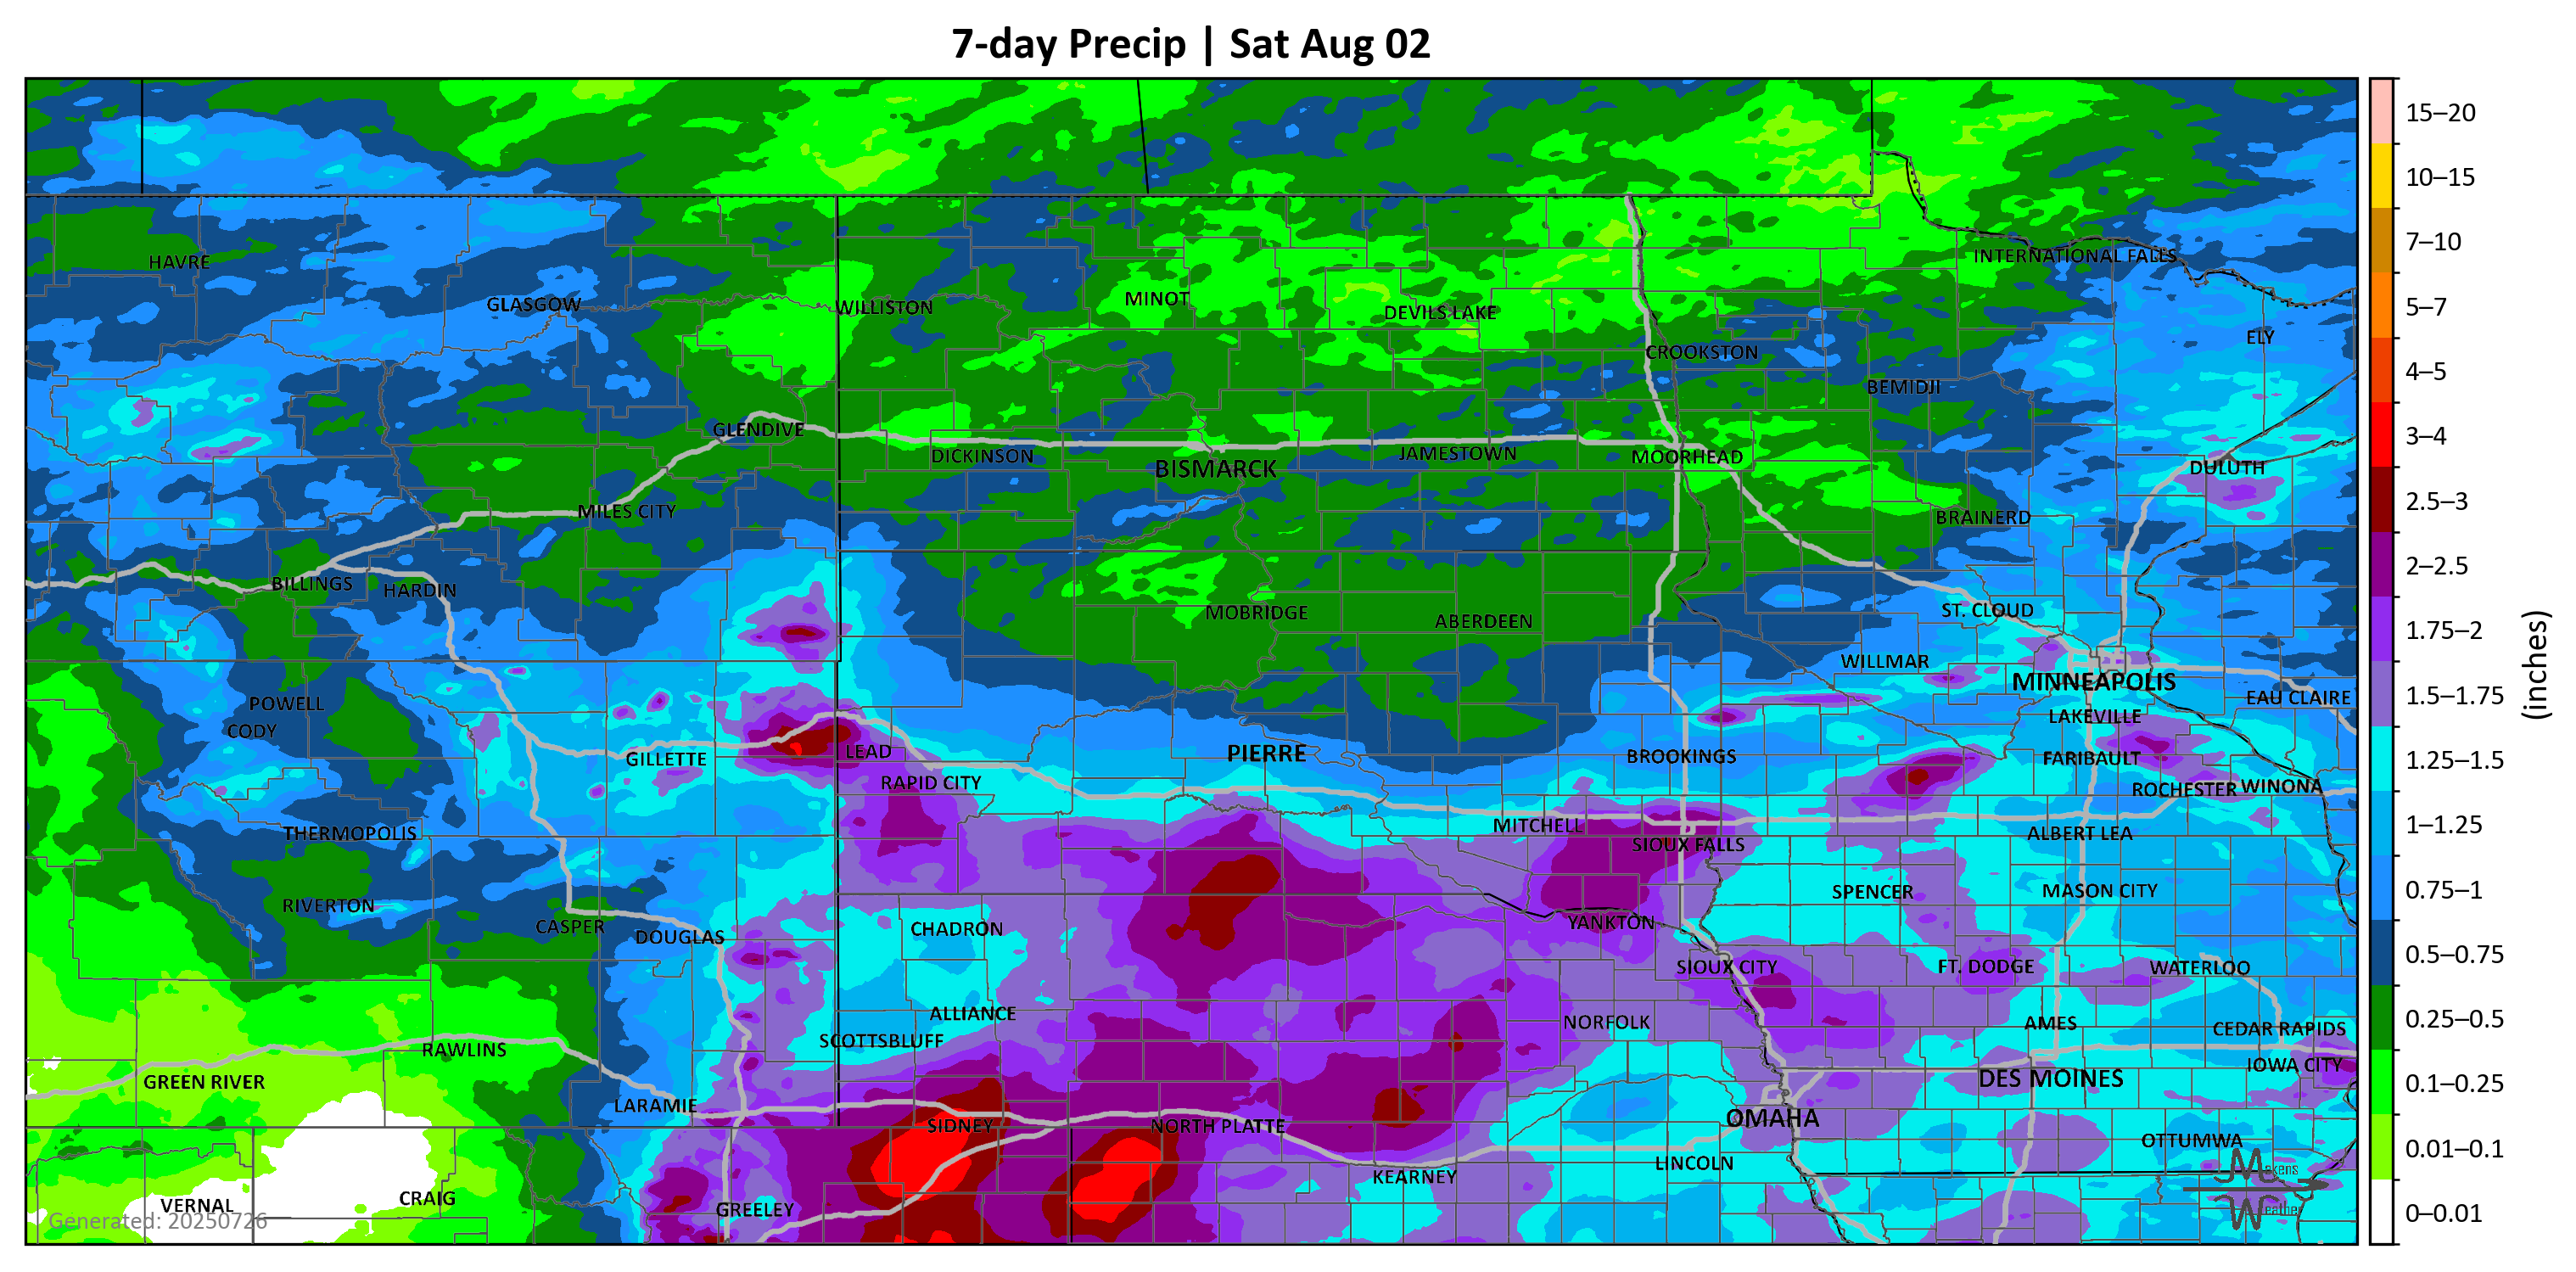 7-day Precip | Sat Aug 02
15–20
10–15
7–10
5–7
4–5
3–4
2.5–3
2–2.5
1.75–2
1.5–1.75
1.25–1.5
1–1.25
0.75–1
0.5–0.75
0.25–0.5
0.1–0.25
0.01–0.1
0–0.01
(inches)
HAVRE
INTERNATIONAL FALLS
GLASGOW
WILLISTON
MINOT
DEVILS LAKE
ELY
CROOKSTON
BEMIDJI
GLENDIVE
DICKINSON
BISMARCK
JAMESTOWN
MOORHEAD
DULUTH
MILES CITY
BRAINERD
BILLINGS
HARDIN
MOBRIDGE
ABERDEEN
ST. CLOUD
WILLMAR
MINNEAPOLIS
POWELL
EAU CLAIRE
CODY
LAKEVILLE
GILLETTE
LEAD
PIERRE
BROOKINGS
FARIBAULT
RAPID CITY
ROCHESTER
WINONA
THERMOPOLIS
MITCHELL
ALBERT LEA
SIOUX FALLS
RIVERTON
SPENCER
MASON CITY
CASPER
DOUGLAS
CHADRON
YANKTON
SIOUX CITY
FT. DODGE
WATERLOO
ALLIANCE
NORFOLK
AMES
CEDAR RAPIDS
RAWLINS
SCOTTSBLUFF
IOWA CITY
GREEN RIVER
DES MOINES
LARAMIE
SIDNEY
NORTH PLATTE
OMAHA
OTTUMWA
KEARNEY
LINCOLN
VERNAL
CRAIG
GREELEY
Generated: 20250726
Makens
Weather